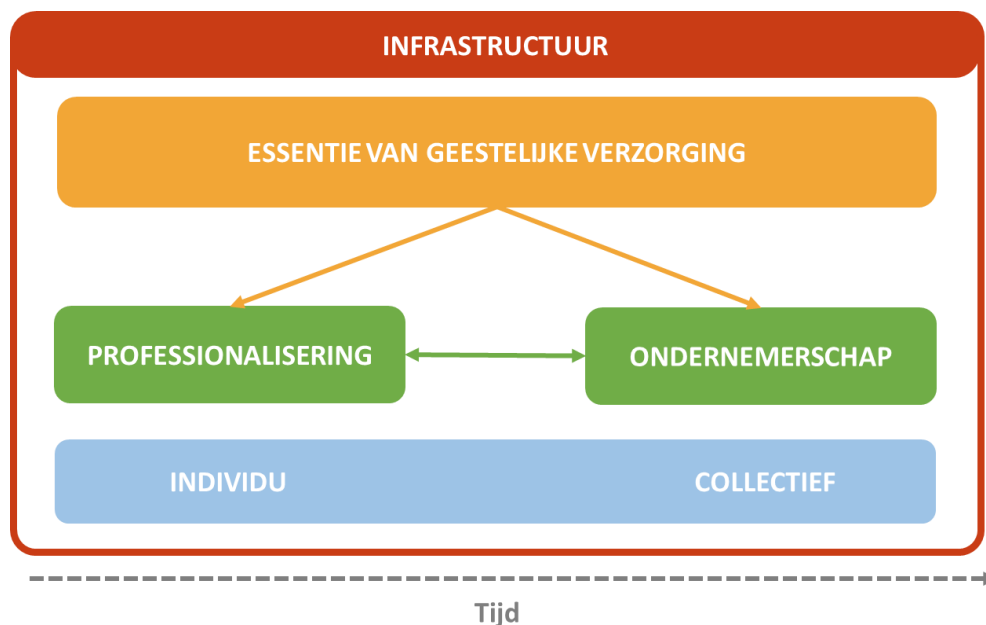 INFRASTRUCTUUR
ESSENTIE VAN GEESTELIJKE VERZORGING
PROFESSIONALISERING
ONDERNEMERSCHAP
INDIVIDU
COLLECTIEF
Tijd